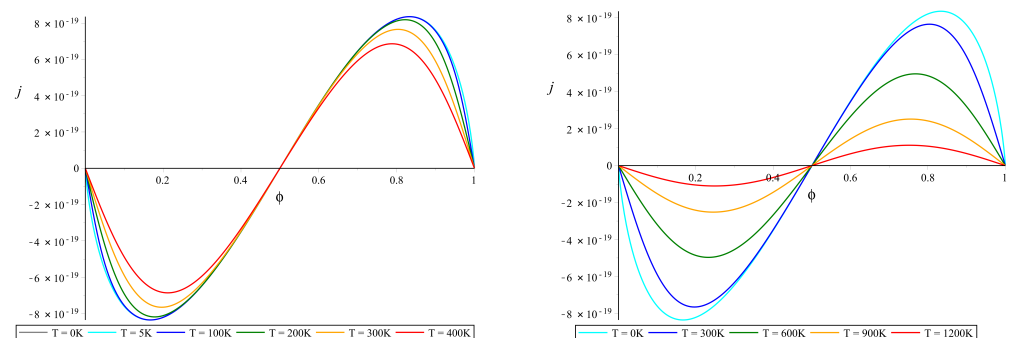 8 × 10⁻¹⁹
6 × 10⁻¹⁹
j
4 × 10⁻¹⁹
2 × 10⁻¹⁹
0
0.2 0.4 0.6 0.8 1
ϕ
-2 × 10⁻¹⁹
-4 × 10⁻¹⁹
-6 × 10⁻¹⁹
-8 × 10⁻¹⁹
T = 0K T = 5K T = 100K T = 200K T = 300K T = 400K
8 × 10⁻¹⁹
6 × 10⁻¹⁹
j
4 × 10⁻¹⁹
2 × 10⁻¹⁹
0
0.2 0.4 0.6 0.8 1
ϕ
-2 × 10⁻¹⁹
-4 × 10⁻¹⁹
-6 × 10⁻¹⁹
-8 × 10⁻¹⁹
T = 0K T = 300K T = 600K T = 900K T = 1200K